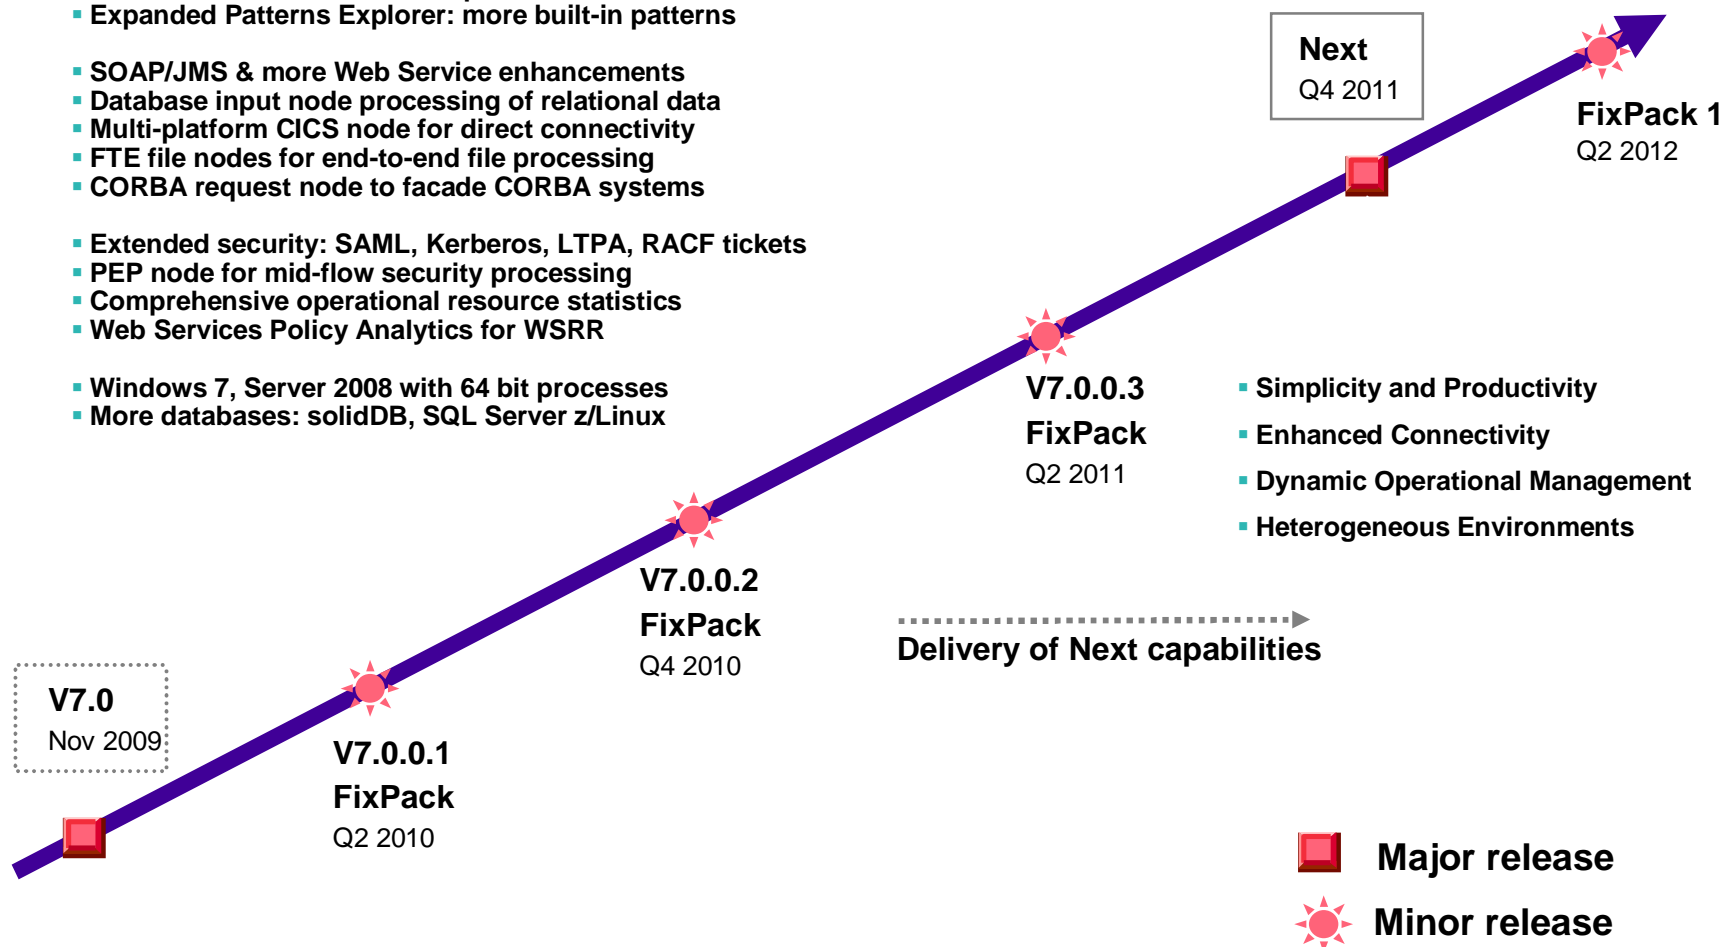 Expanded Patterns Explorer: more built-in patterns
SOAP/JMS & more Web Service enhancements
Database input node processing of relational data
Multi-platform CICS node for direct connectivity
FTE file nodes for end-to-end file processing
CORBA request node to facade CORBA systems
Extended security: SAML, Kerberos, LTPA, RACF tickets
PEP node for mid-flow security processing
Comprehensive operational resource statistics
Web Services Policy Analytics for WSRR
Windows 7, Server 2008 with 64 bit processes
More databases: solidDB, SQL Server z/Linux
Next
Q4 2011
FixPack 1
Q2 2012
V7.0.0.3
FixPack
Q2 2011
Simplicity and Productivity
Enhanced Connectivity
Dynamic Operational Management
Heterogeneous Environments
V7.0.0.2
FixPack
Q4 2010
Delivery of Next capabilities
V7.0
Nov 2009
V7.0.0.1
FixPack
Q2 2010
Major release
Minor release